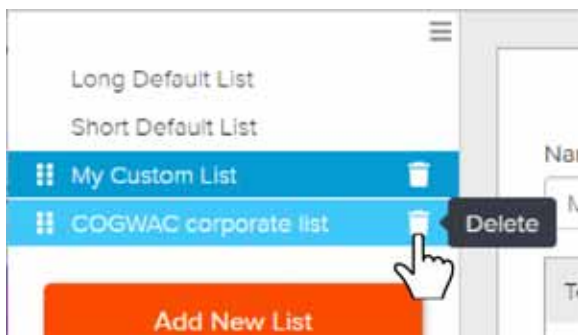 Long Default List
Short Default List
My Custom List
COGWAC corporate list
Delete
Add New List